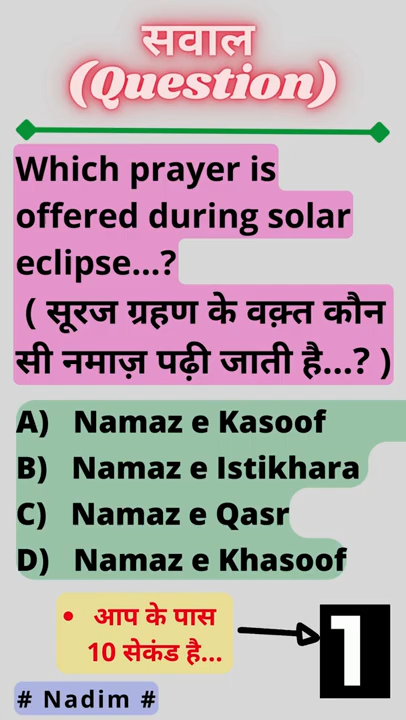 सवाल
(Question)
Which prayer is
offered during solar
eclipse...?
( सूरज ग्रहण के वक़्त कौन
सी नमाज़ पढ़ी जाती है...? )
A) Namaz e Kasoof
B) Namaz e Istikhara
C) Namaz e Qasr
D) Namaz e Khasoof
• आप के पास
10 सेकंड है...
1
# Nadim #